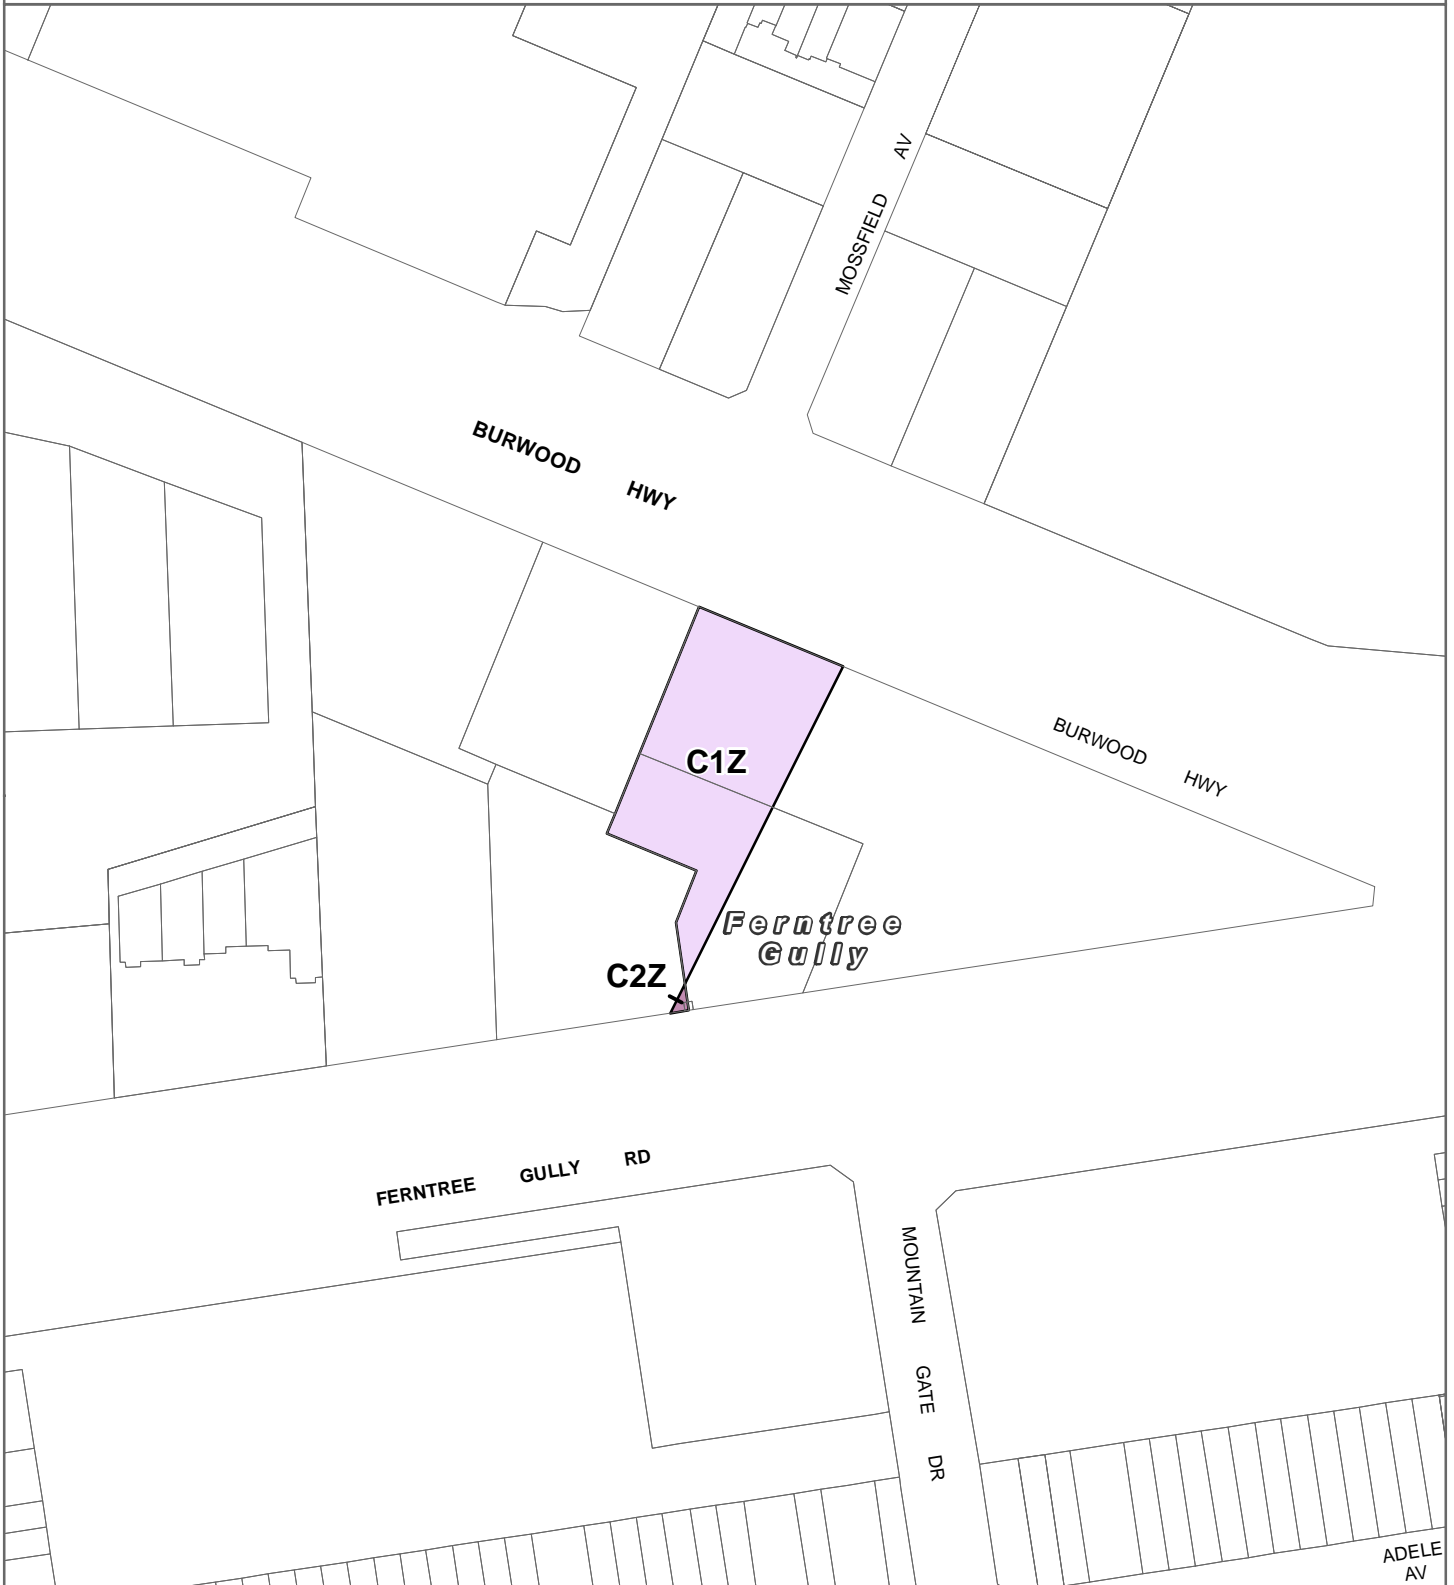 MOSSFIELD AV
BURWOOD HWY
BURWOOD HWY
C1Z
Ferntree
Gully
C2Z
FERNTREE GULLY RD
MOUNTAIN GATE DR
ADELE
AV